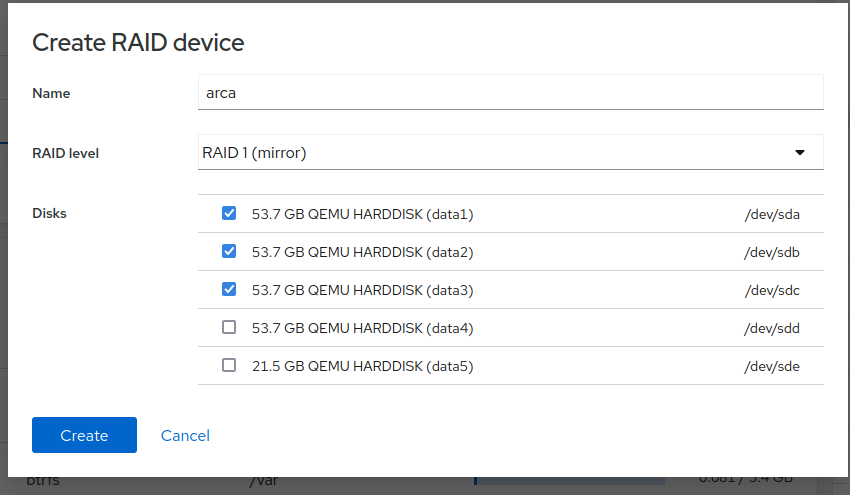 Create RAID device
Name
arca
RAID level
RAID 1 (mirror)
Disks
53.7 GB QEMU HARDDISK (data1) /dev/sda
53.7 GB QEMU HARDDISK (data2) /dev/sdb
53.7 GB QEMU HARDDISK (data3) /dev/sdc
53.7 GB QEMU HARDDISK (data4) /dev/sdd
21.5 GB QEMU HARDDISK (data5) /dev/sde
Create Cancel
btrfs /var 0.081 / 5.4 GB